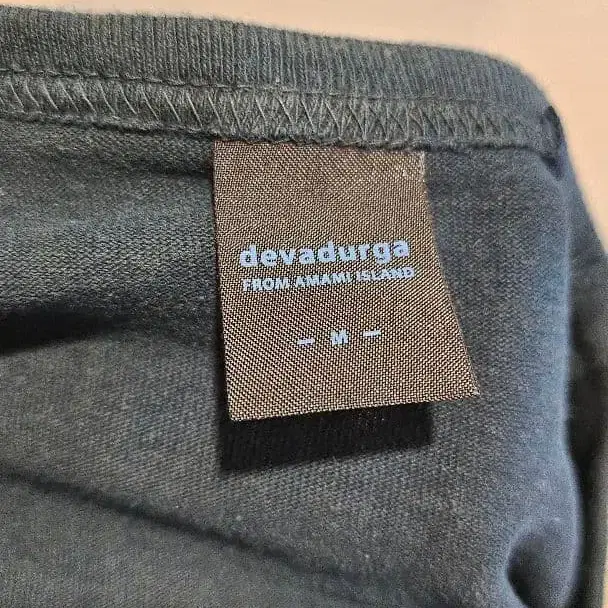 devadurga
FROM AMAMI ISLAND
– M –